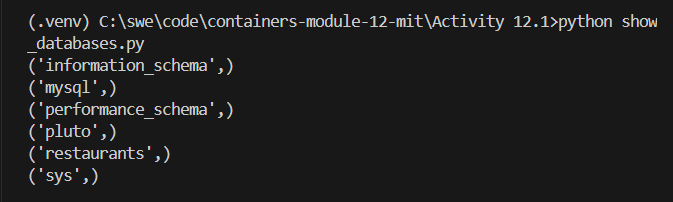 (.venv) C:\swe\code\containers-module-12-mit\Activity 12.1>python show
_databases.py
('information_schema',)
('mysql',)
('performance_schema',)
('pluto',)
('restaurants',)
('sys',)